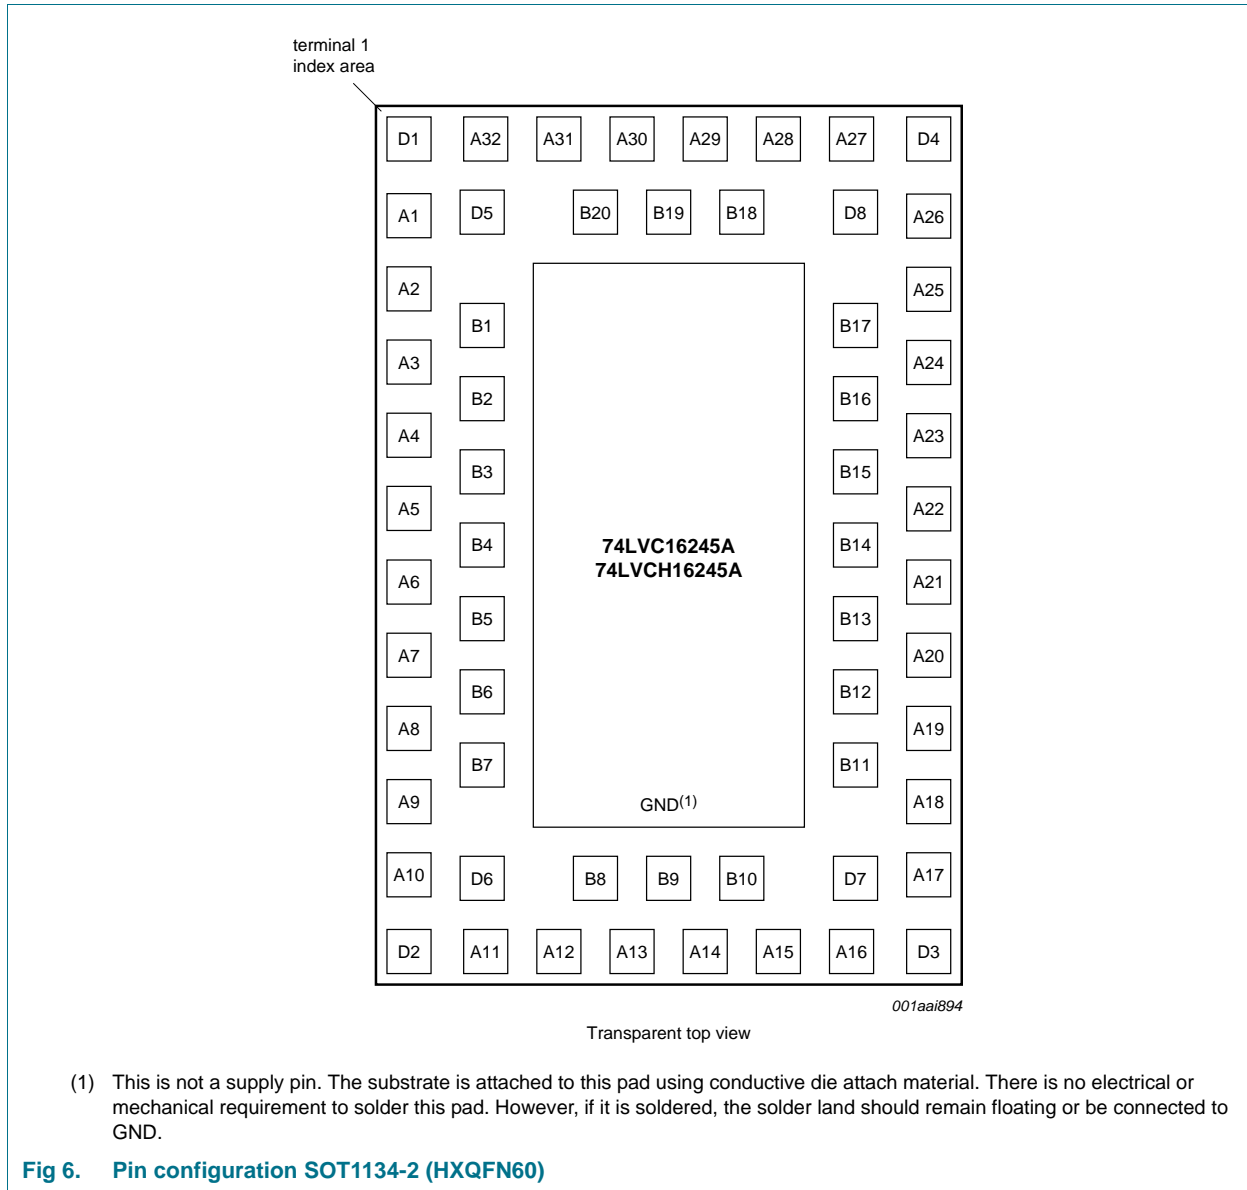 terminal 1
index area
D1 A32 A31 A30 A29 A28 A27 D4
A1 D5 B20 B19 B18 D8 A26
A2 A25
B1 B17
A3 A24
B2 B16
A4 A23
B3 B15
A5 A22
B4 74LVC16245A B14
74LVCH16245A
A6 A21
B5 B13
A7 A20
B6 B12
A8 A19
B7 B11
A9 GND(1) A18
A10 D6 B8 B9 B10 D7 A17
D2 A11 A12 A13 A14 A15 A16 D3
001aai894
Transparent top view
(1) This is not a supply pin. The substrate is attached to this pad using conductive die attach material. There is no electrical or
mechanical requirement to solder this pad. However, if it is soldered, the solder land should remain floating or be connected to
GND.
Fig 6. Pin configuration SOT1134-2 (HXQFN60)